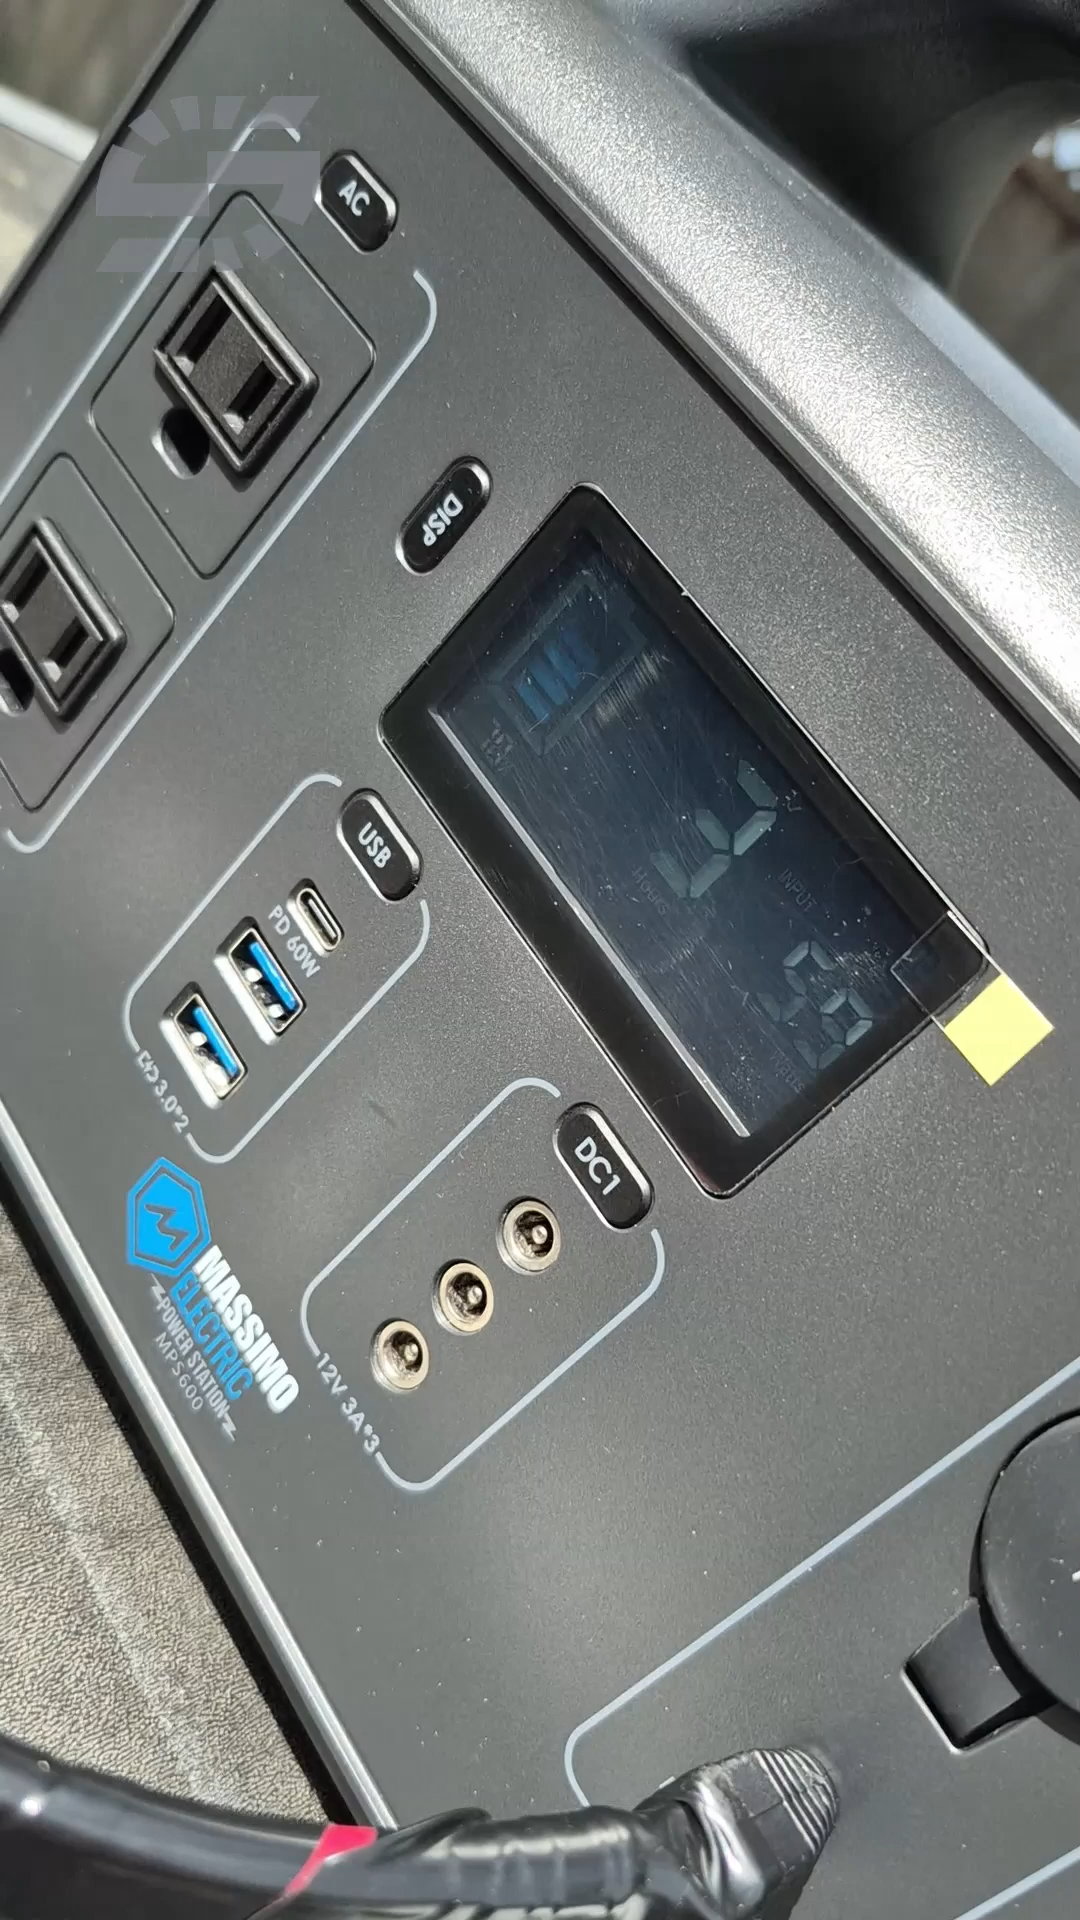 AC
DISP
Hours
INPUT
USB
PD 60W
3.0*2
DC1
12V⎓3A*3
MASSIMO
ELECTRIC
POWER STATION
MPS600